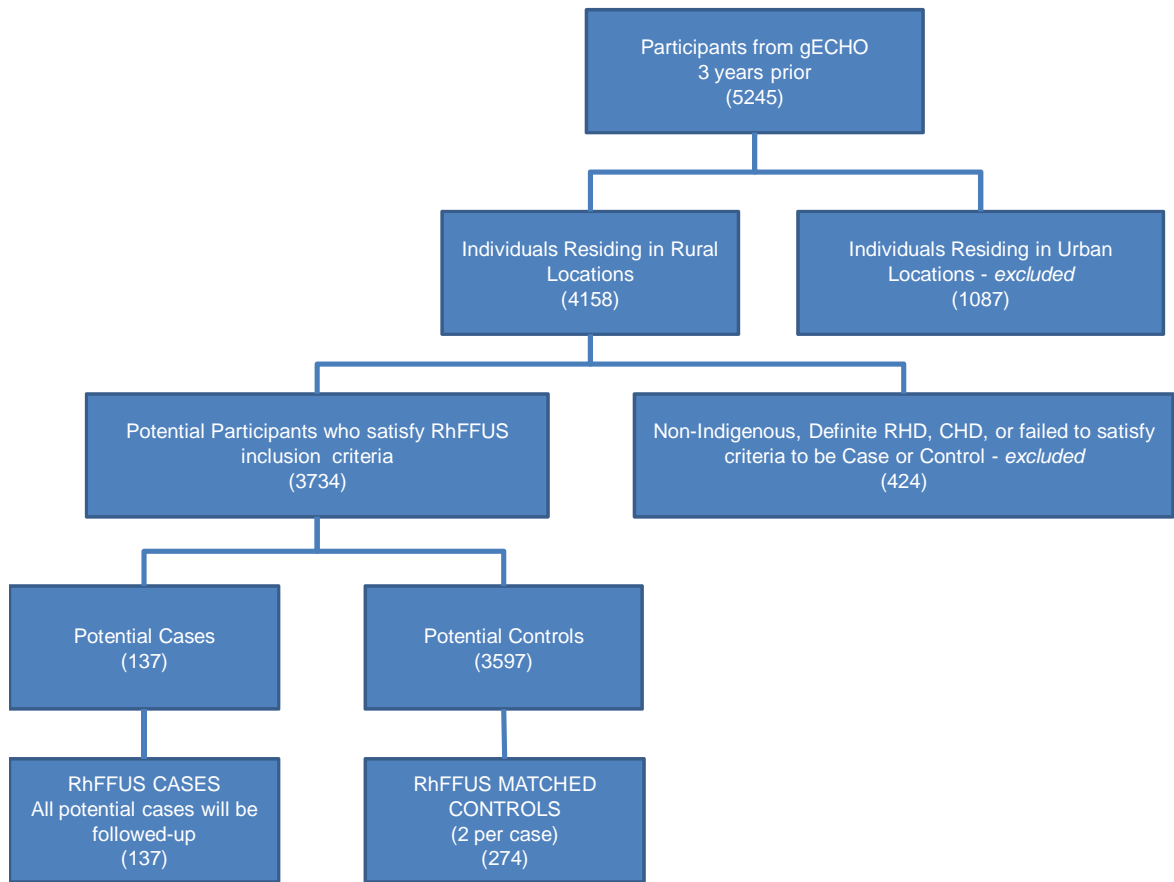 Participants from gECHO
3 years prior
(5245)
Individuals Residing in Rural
Locations
(4158)
Individuals Residing in Urban
Locations - excluded
(1087)
Potential Participants who satisfy RhFFUS
inclusion criteria
(3734)
Non-Indigenous, Definite RHD, CHD, or failed to satisfy
criteria to be Case or Control - excluded
(424)
Potential Cases
(137)
Potential Controls
(3597)
RhFFUS CASES
All potential cases will be
followed-up
(137)
RhFFUS MATCHED
CONTROLS
(2 per case)
(274)